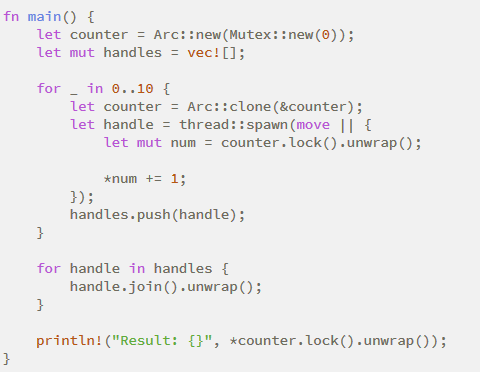 fn main() {
    let counter = Arc::new(Mutex::new(0));
    let mut handles = vec![];

    for _ in 0..10 {
        let counter = Arc::clone(&counter);
        let handle = thread::spawn(move || {
            let mut num = counter.lock().unwrap();

            *num += 1;
        });
        handles.push(handle);
    }

    for handle in handles {
        handle.join().unwrap();
    }

    println!("Result: {}", *counter.lock().unwrap());
}